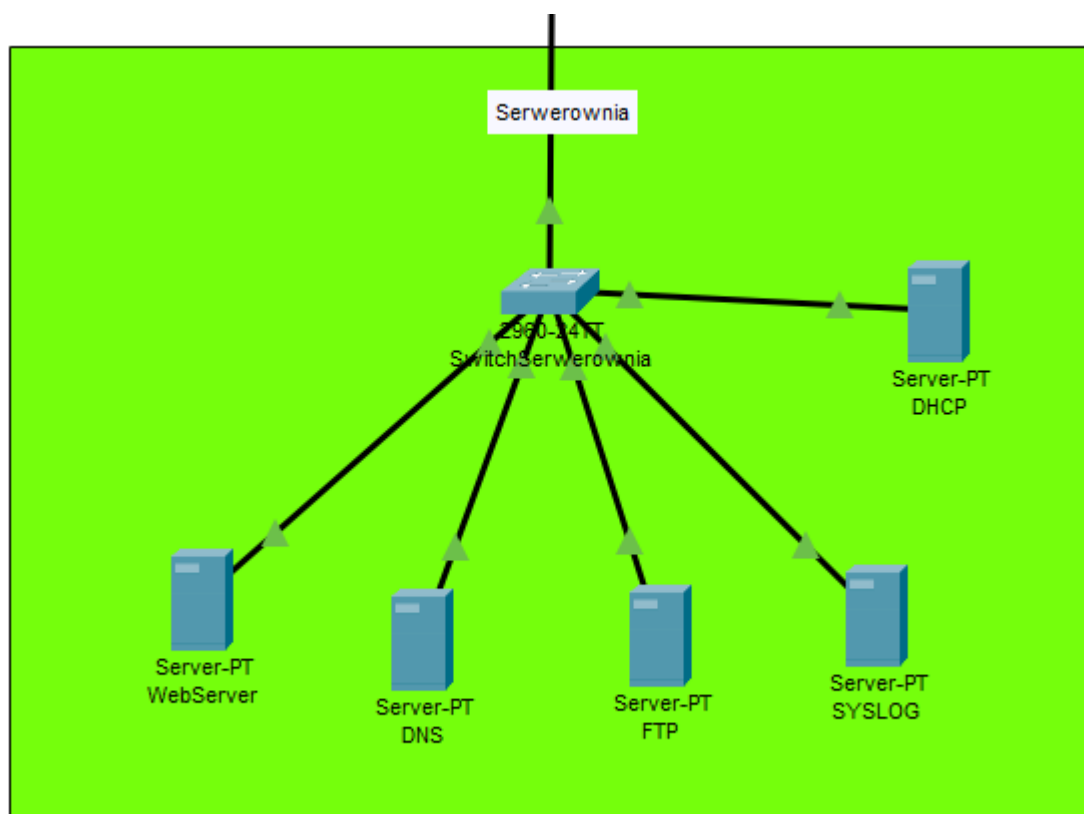 Serwerownia
2960-24TT
SwitchSerwerownia
Server-PT
DHCP
Server-PT
WebServer
Server-PT
DNS
Server-PT
FTP
Server-PT
SYSLOG